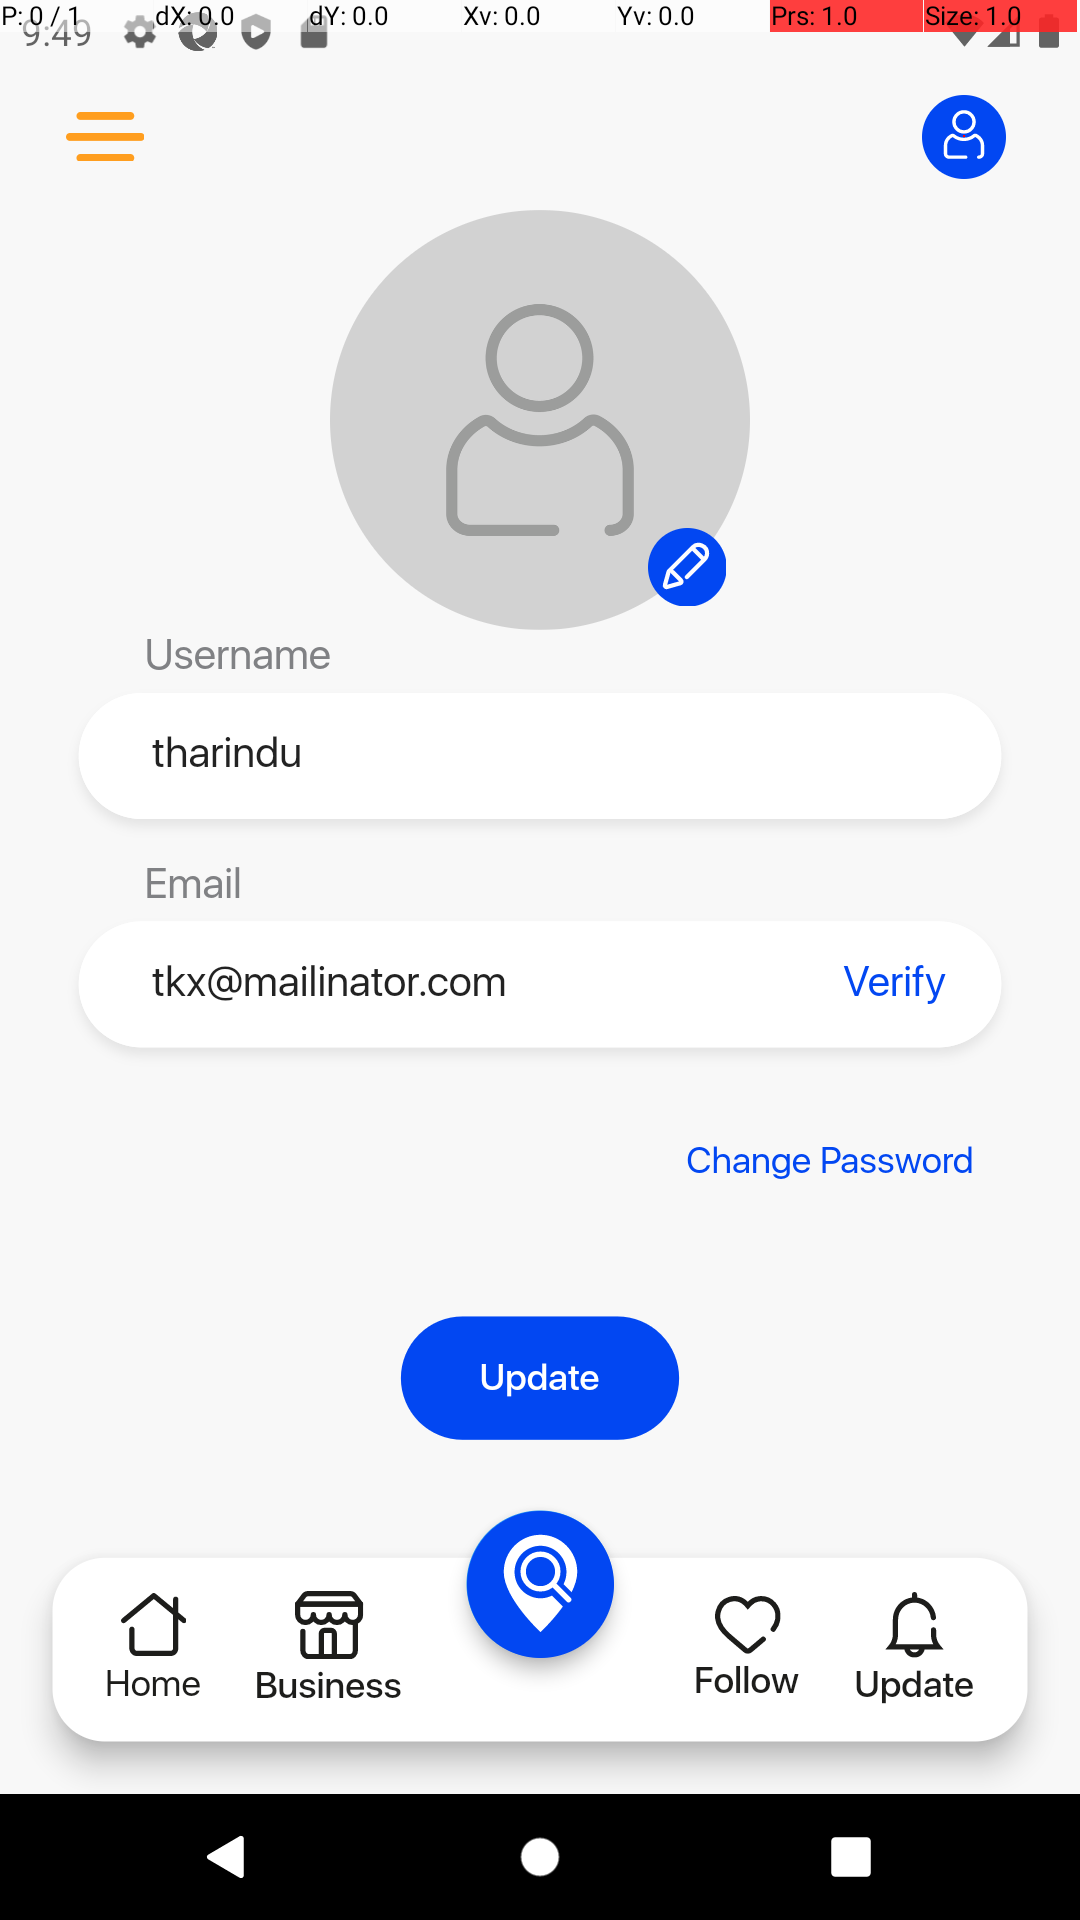 P: 0 / 1 dX: 0.0 dY: 0.0 Xv: 0.0 Yv: 0.0 Prs: 1.0 Size: 1.0
9:49
Username
tharindu
Email
tkx@mailinator.com Verify
Change Password
Update
Home Business Follow Update